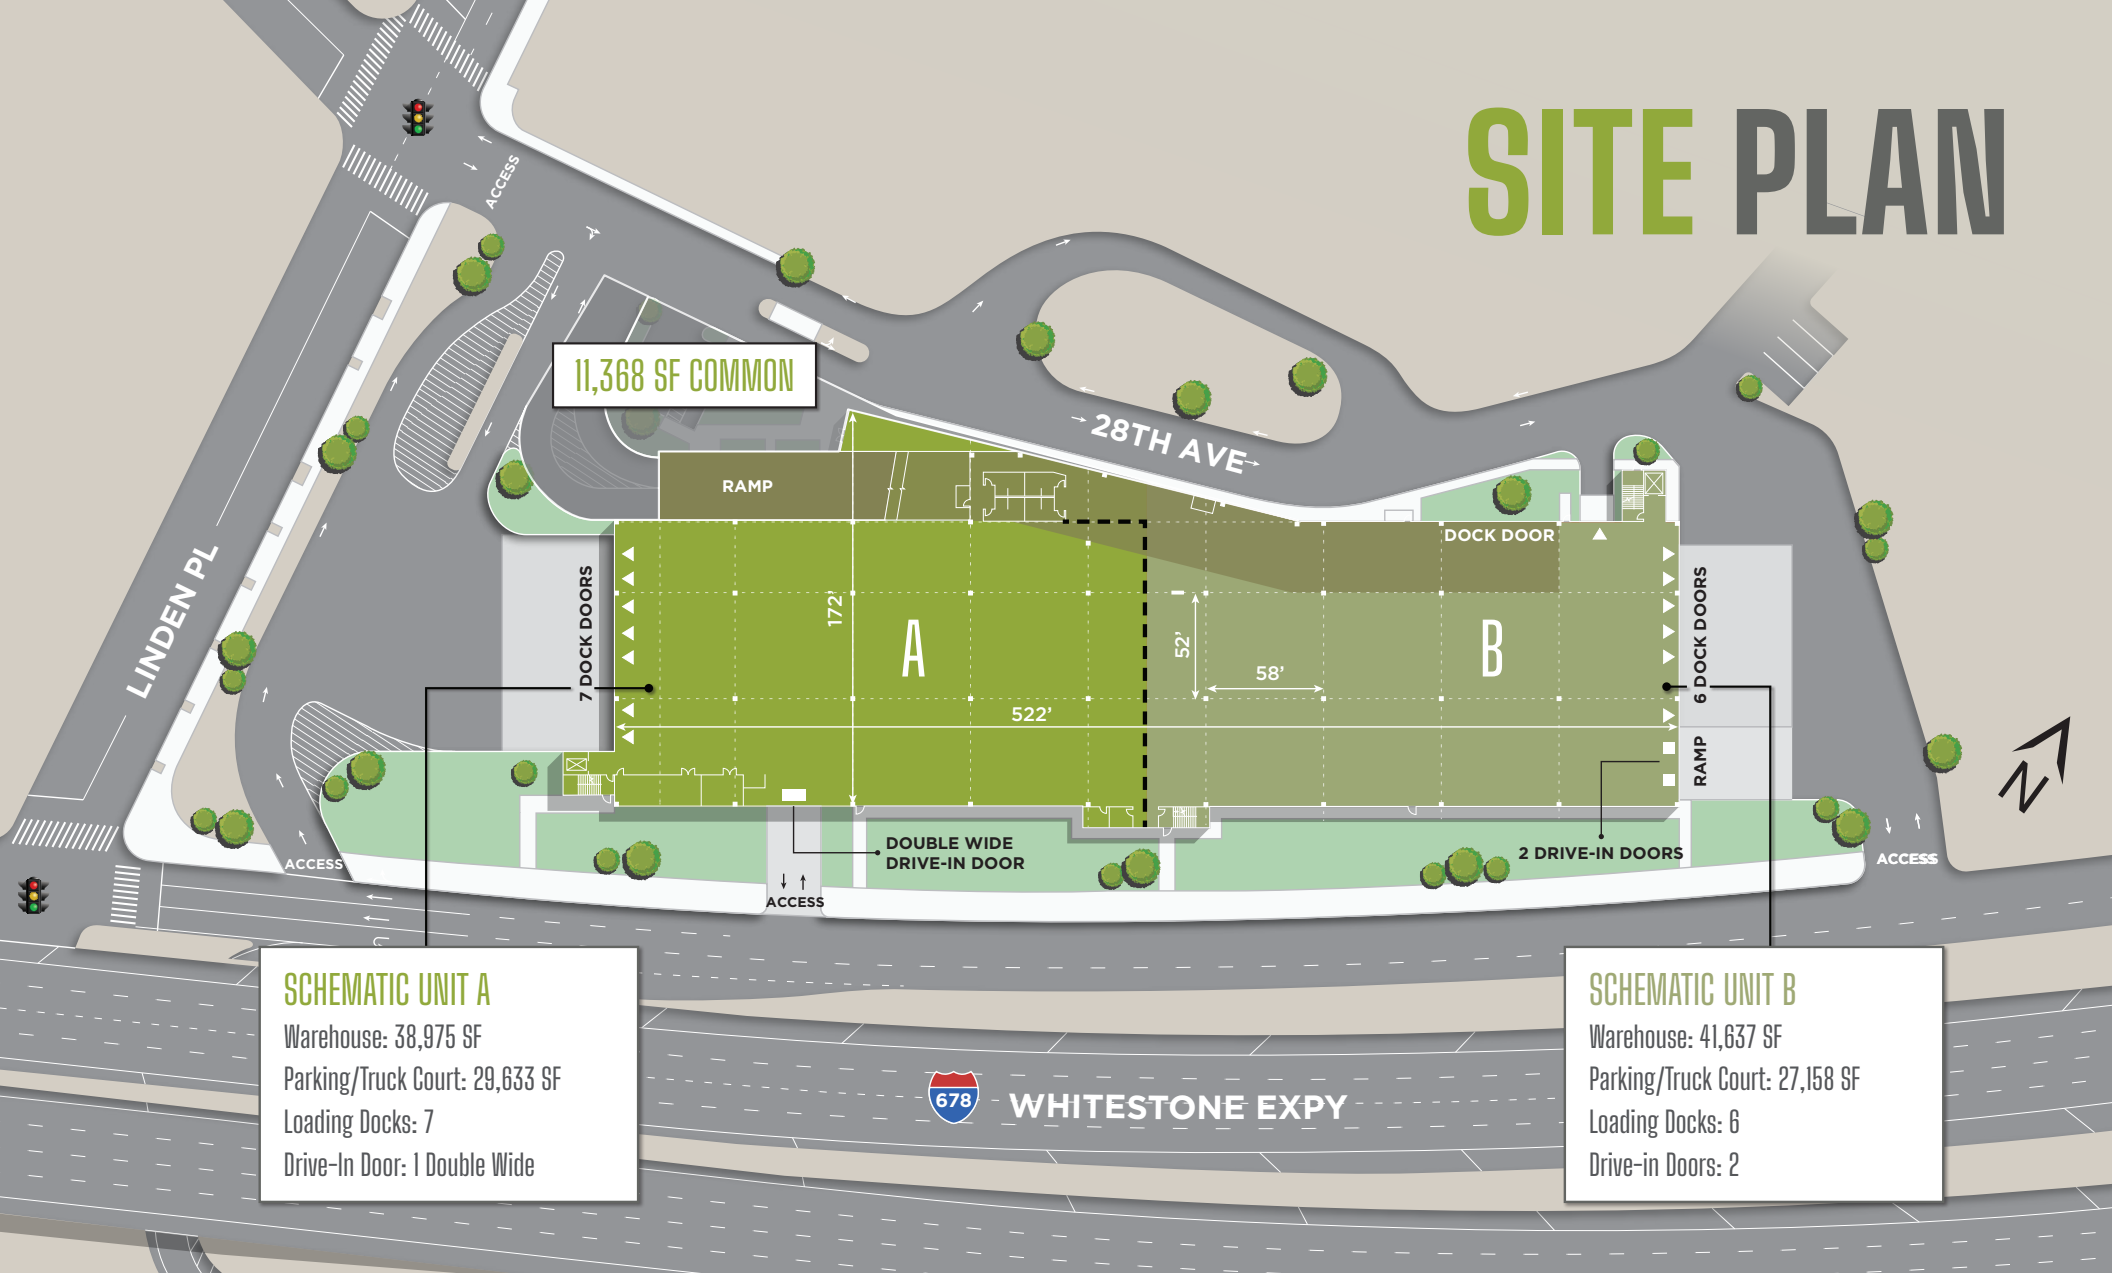 SITE PLAN
ACCESS
11,368 SF COMMON
28TH AVE
RAMP
DOCK DOOR
LINDEN PL
7 DOCK DOORS
172'
A
52'
58'
B
6 DOCK DOORS
522'
RAMP
N
DOUBLE WIDE
DRIVE-IN DOOR
2 DRIVE-IN DOORS
ACCESS
ACCESS
ACCESS
SCHEMATIC UNIT A
Warehouse: 38,975 SF
Parking/Truck Court: 29,633 SF
Loading Docks: 7
Drive-In Door: 1 Double Wide
678
WHITESTONE EXPY
SCHEMATIC UNIT B
Warehouse: 41,637 SF
Parking/Truck Court: 27,158 SF
Loading Docks: 6
Drive-in Doors: 2